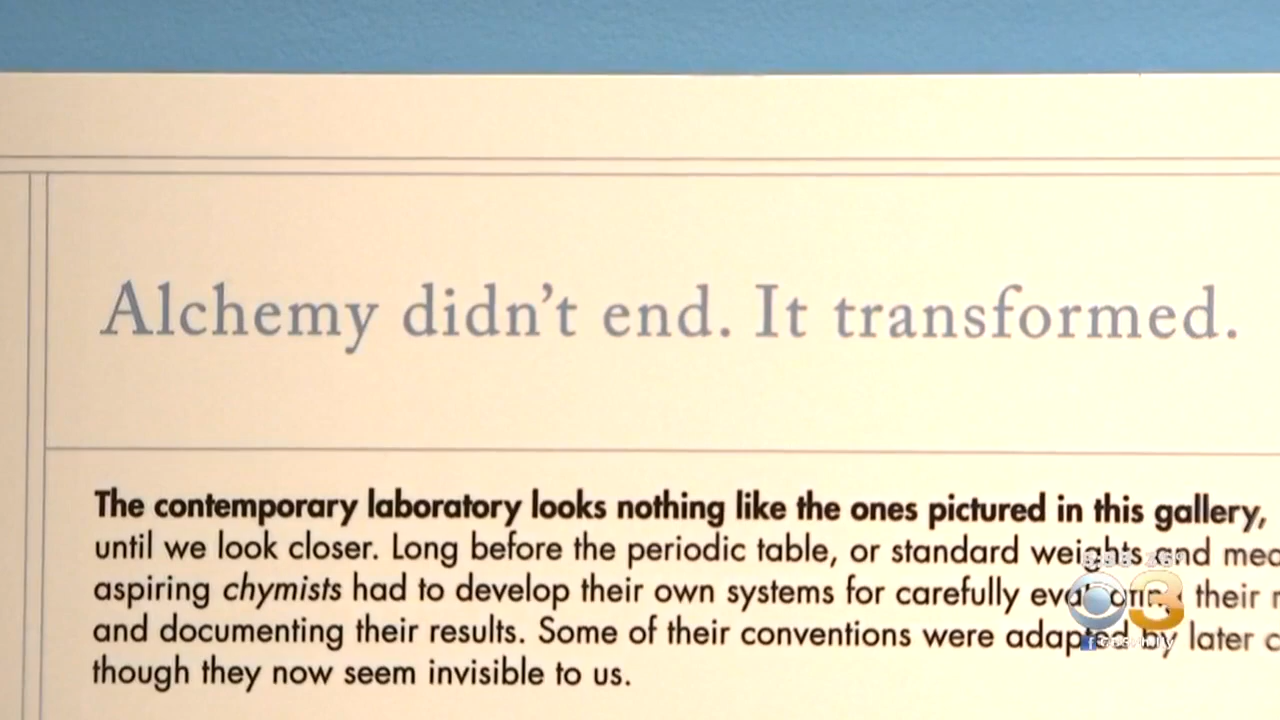 Alchemy didn't end. It transformed.
The contemporary laboratory looks nothing like the ones pictured in this gallery,
until we look closer. Long before the periodic table, or standard weights and
aspiring chymists had to develop their own systems for carefully their
and documenting their results. Some of their conventions were adapted by later
though they now seem invisible to us.
3